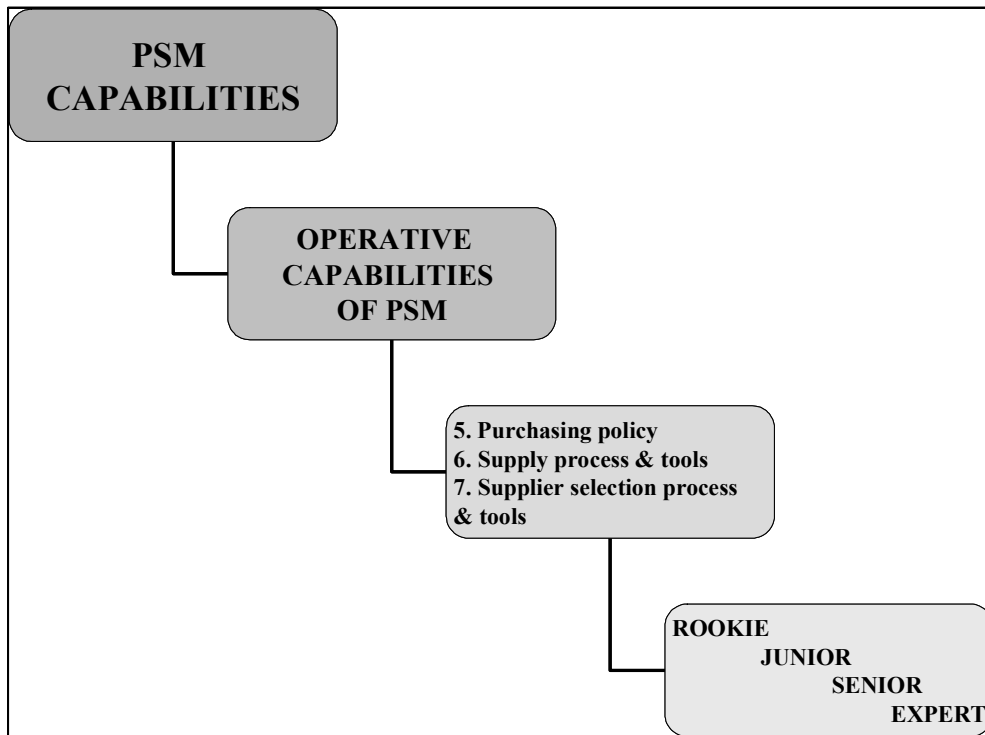 PSM
CAPABILITIES
OPERATIVE
CAPABILITIES
OF PSM
5. Purchasing policy
6. Supply process & tools
7. Supplier selection process
& tools
ROOKIE
JUNIOR
SENIOR
EXPERT